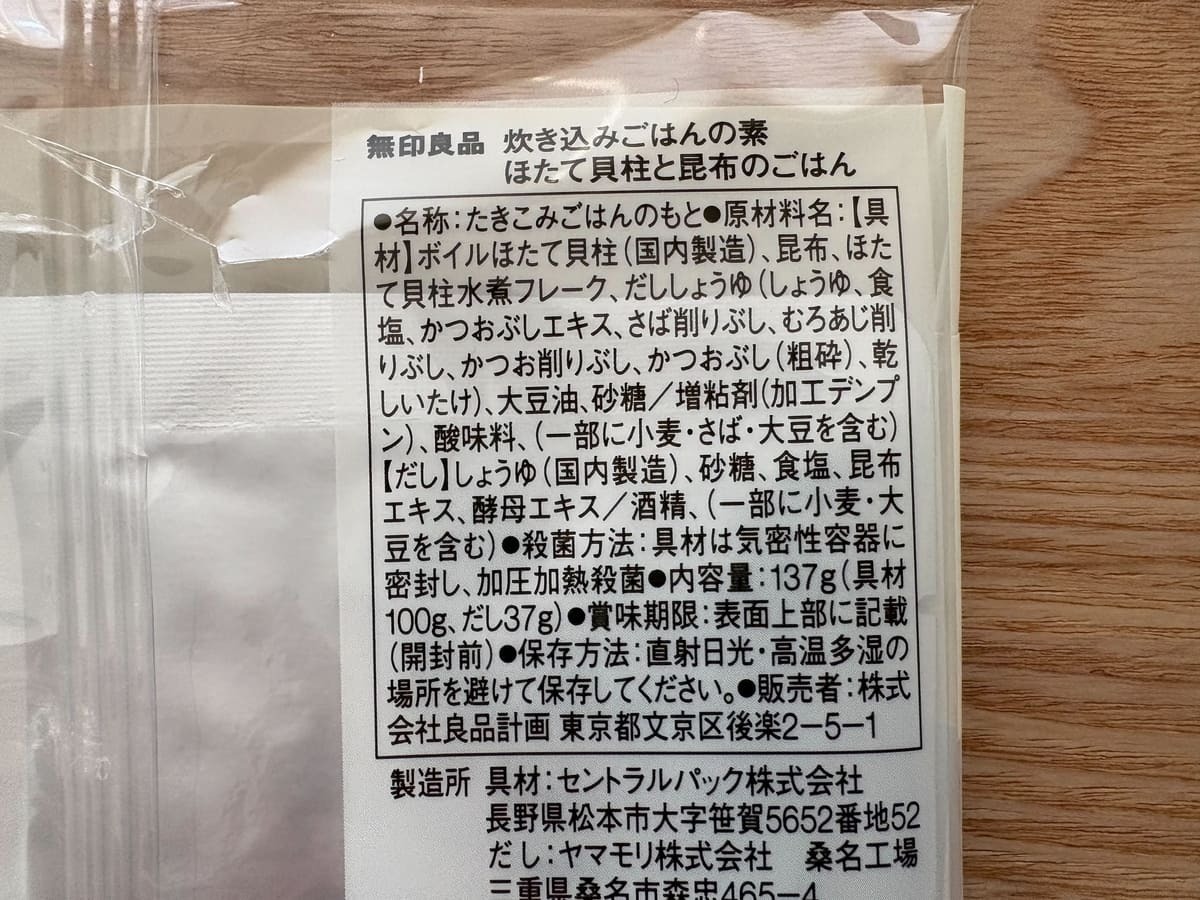 無印良品 炊き込みごはんの素
ほたて貝柱と昆布のごはん
●名称:たきこみごはんのもと●原材料名:【具
材】ボイルほたて貝柱(国内製造)、昆布、ほた
て貝柱水煮フレーク、だししょうゆ(しょうゆ、食
塩、かつおぶしエキス、さば削りぶし、むろあじ削
りぶし、かつお削りぶし、かつおぶし(粗砕)、乾
しいたけ)、大豆油、砂糖/増粘剤(加工デンプ
ン)、酸味料、(一部に小麦・さば・大豆を含む)
【だし】しょうゆ(国内製造)、砂糖、食塩、昆布
エキス、酵母エキス/酒精、(一部に小麦・大
豆を含む)●殺菌方法:具材は気密性容器に
密封し、加圧加熱殺菌●内容量:137g(具材
100g、だし37g)●賞味期限:表面上部に記載
(開封前)●保存方法:直射日光・高温多湿の
場所を避けて保存してください。●販売者:株式
会社良品計画 東京都文京区後楽2−5−1
製造所 具材:セントラルパック株式会社
長野県松本市大字笹賀5652番地52
だし:ヤマモリ株式会社 桑名工場
三重県桑名市森忠465−4